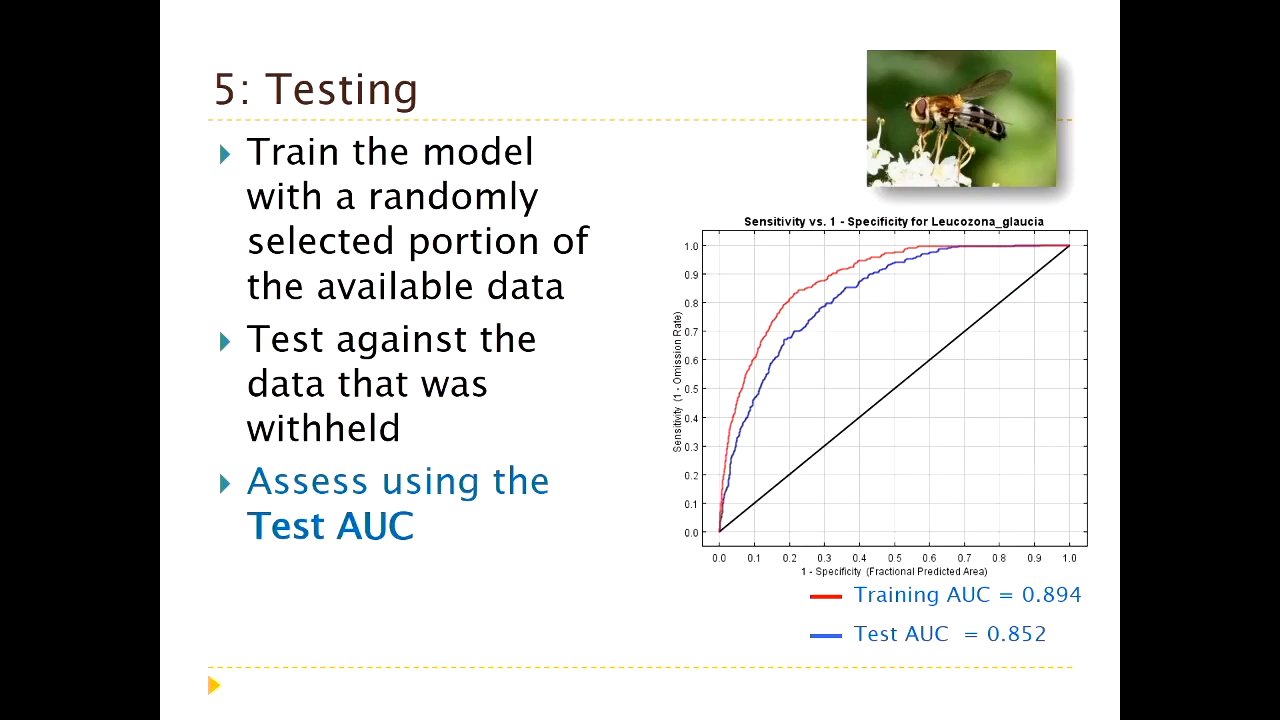 5: Testing
Train the model
with a randomly
selected portion of
the available data
Test against the
data that was
withheld
Assess using the
Test AUC
Sensitivity vs. 1 - Specificity for Leucozona_glaucia
Sensitivity (1 - Omission Rate)
1.0
0.9
0.8
0.7
0.6
0.5
0.4
0.3
0.2
0.1
0.0
0.0 0.1 0.2 0.3 0.4 0.5 0.6 0.7 0.8 0.9 1.0
1 - Specificity (Fractional Predicted Area)
Training AUC = 0.894
Test AUC = 0.852